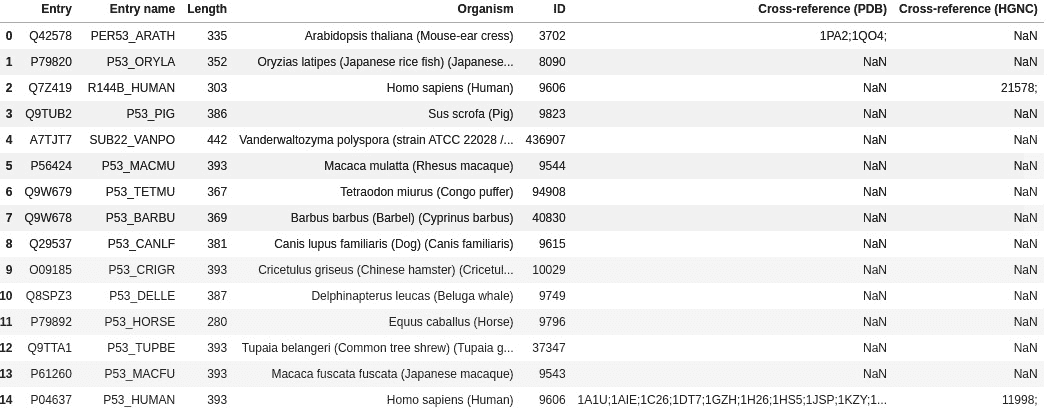 Entry Entry name Length Organism ID Cross-reference (PDB) Cross-reference (HGNC)
0 Q42578 PER53_ARATH 335 Arabidopsis thaliana (Mouse-ear cress) 3702 1PA2;1QO4; NaN
1 P79820 P53_ORYLA 352 Oryzias latipes (Japanese rice fish) (Japanese... 8090 NaN NaN
2 Q7Z419 R144B_HUMAN 303 Homo sapiens (Human) 9606 NaN 21578;
3 Q9TUB2 P53_PIG 386 Sus scrofa (Pig) 9823 NaN NaN
4 A7TJT7 SUB22_VANPO 442 Vanderwaltozyma polyspora (strain ATCC 22028 /... 436907 NaN NaN
5 P56424 P53_MACMU 393 Macaca mulatta (Rhesus macaque) 9544 NaN NaN
6 Q9W679 P53_TETMU 367 Tetraodon miurus (Congo puffer) 94908 NaN NaN
7 Q9W678 P53_BARBU 369 Barbus barbus (Barbel) (Cyprinus barbus) 40830 NaN NaN
8 Q29537 P53_CANLF 381 Canis lupus familiaris (Dog) (Canis familiaris) 9615 NaN NaN
9 O09185 P53_CRIGR 393 Cricetulus griseus (Chinese hamster) (Cricetul... 10029 NaN NaN
10 Q8SPZ3 P53_DELLE 387 Delphinapterus leucas (Beluga whale) 9749 NaN NaN
11 P79892 P53_HORSE 280 Equus caballus (Horse) 9796 NaN NaN
12 Q9TTA1 P53_TUPBE 393 Tupaia belangeri (Common tree shrew) (Tupaia g... 37347 NaN NaN
13 P61260 P53_MACFU 393 Macaca fuscata fuscata (Japanese macaque) 9543 NaN NaN
14 P04637 P53_HUMAN 393 Homo sapiens (Human) 9606 1A1U;1AIE;1C26;1DT7;1GZH;1H26;1HS5;1JSP;1KZY;1... 11998;